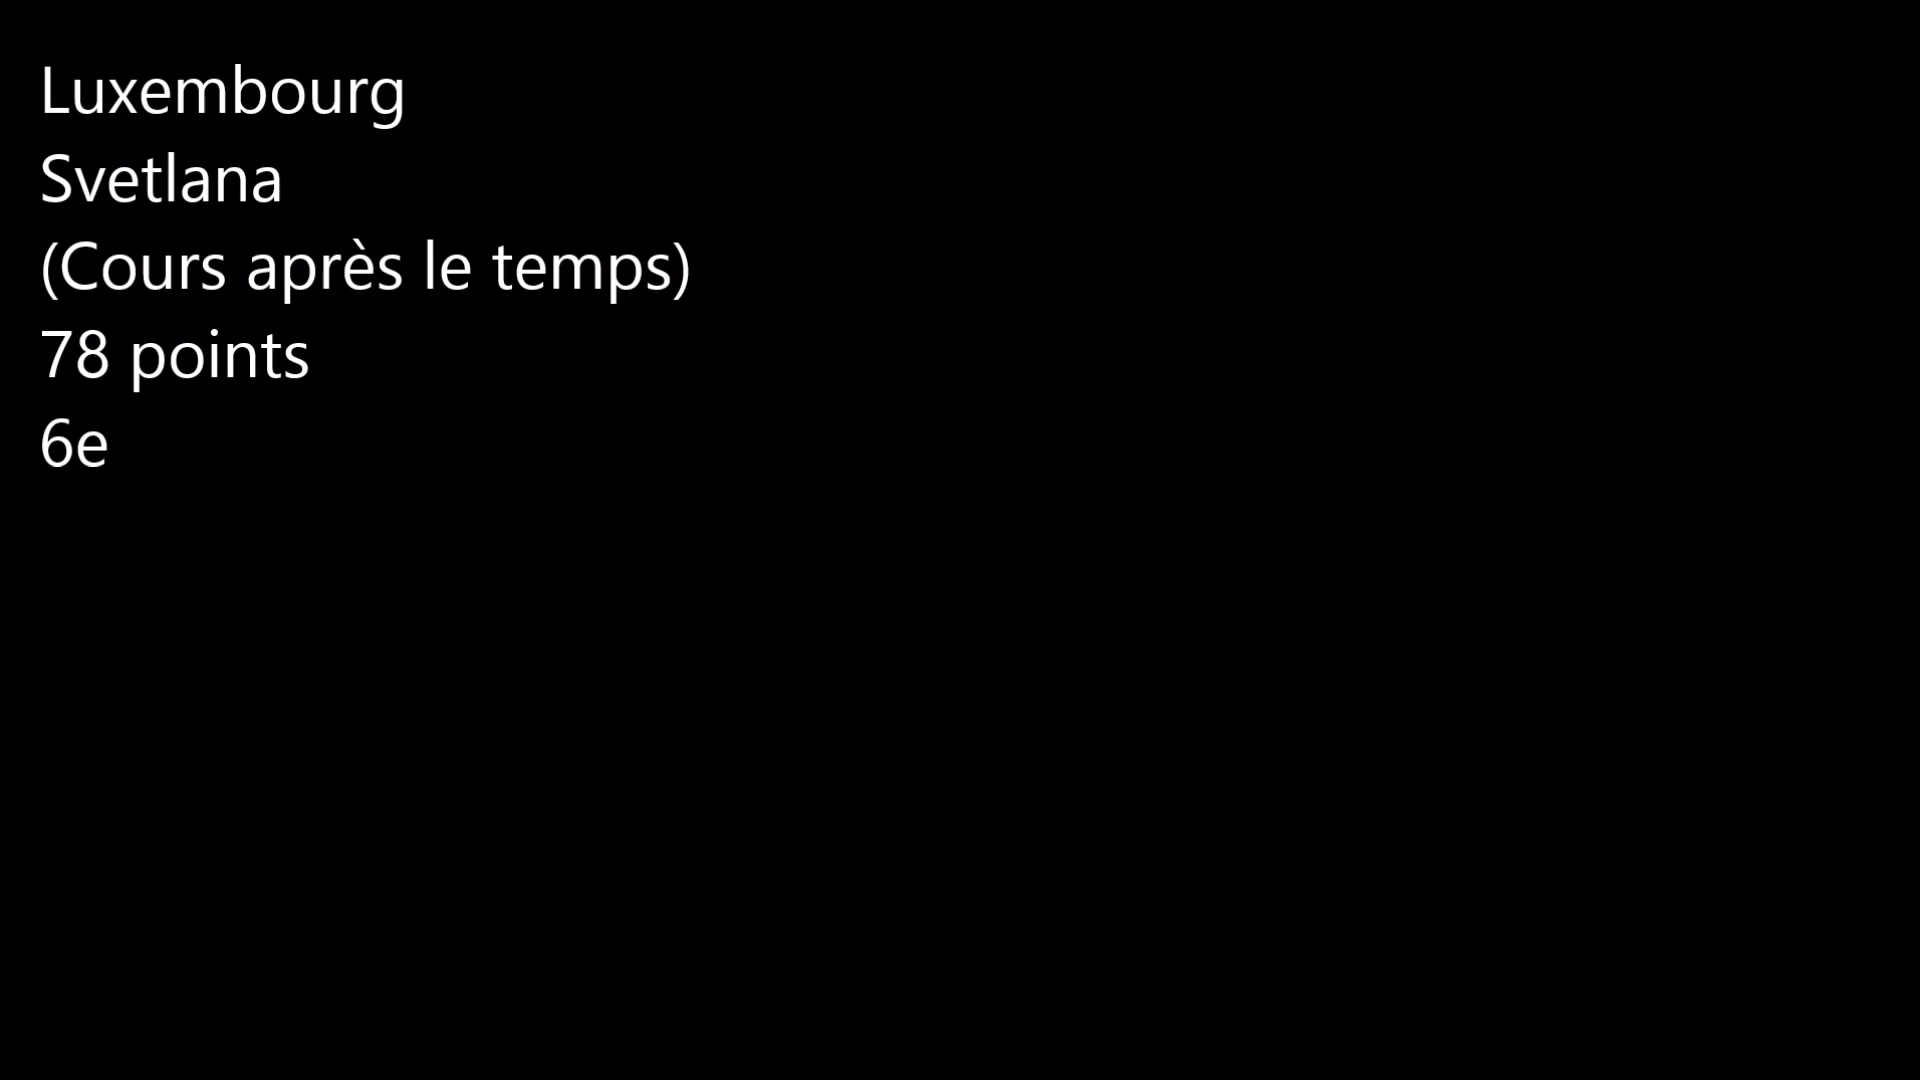 Luxembourg
Svetlana
(Cours après le temps)
78 points
6e